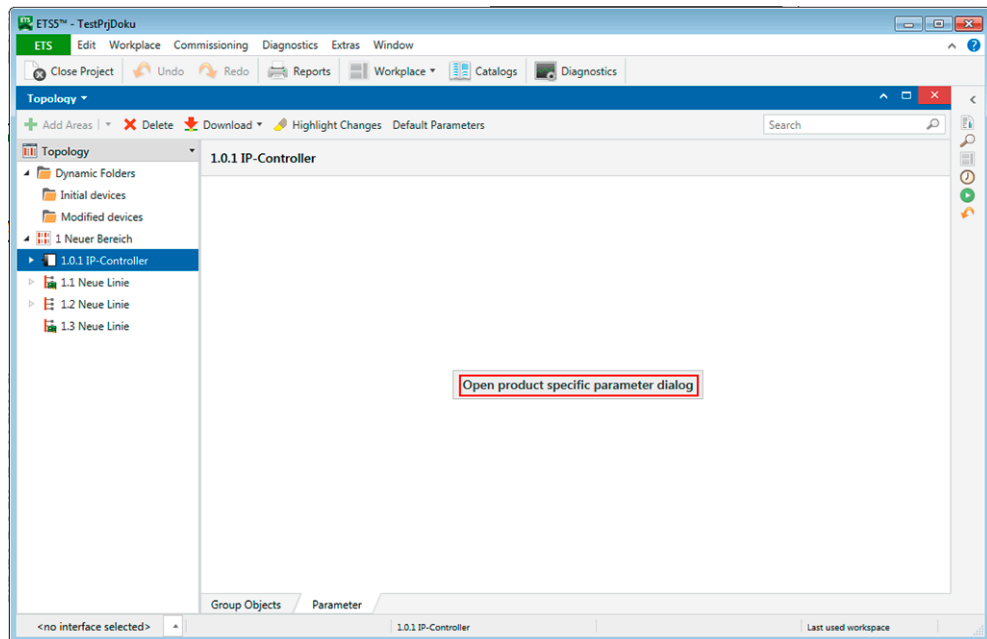 ETS5™ - TestPrjDoku
ETS Edit Workplace Commissioning Diagnostics Extras Window
Close Project Undo Redo Reports Workplace Catalogs Diagnostics
Topology
Add Areas Delete Download Highlight Changes Default Parameters Search
Topology
1.0.1 IP-Controller
Dynamic Folders
Initial devices
Modified devices
1 Neuer Bereich
1.0.1 IP-Controller
1.1 Neue Linie
1.2 Neue Linie
1.3 Neue Linie
Open product specific parameter dialog
Group Objects Parameter
<no interface selected> 1.0.1 IP-Controller Last used workspace